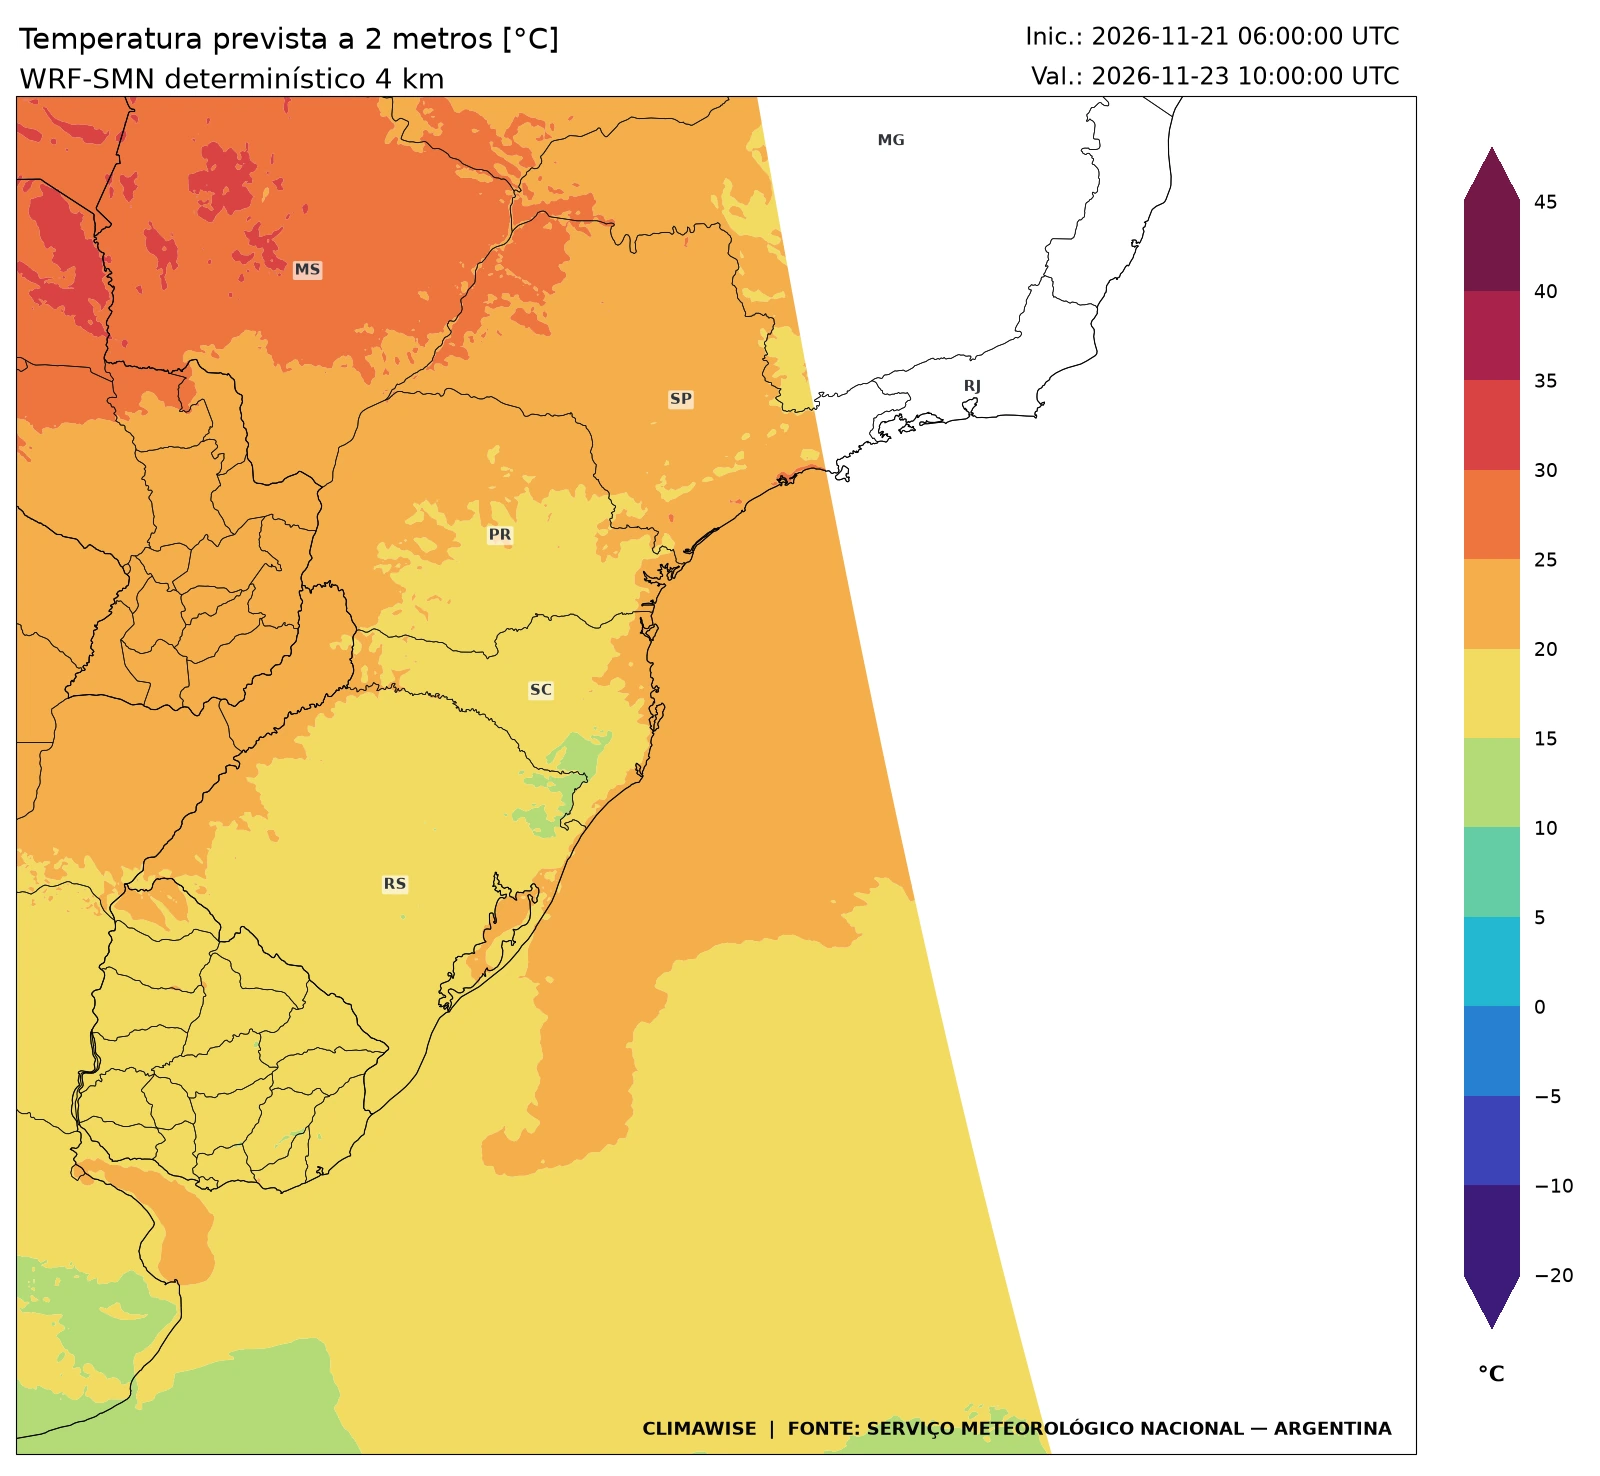 Temperatura prevista a 2 metros [°C]
WRF-SMN determinístico 4 km
Inic.: 2026-11-21 06:00:00 UTC
Val.: 2026-11-23 10:00:00 UTC
MG
MS
RJ
SP
PR
SC
RS
45
40
35
30
25
20
15
10
5
0
−5
−10
−20
°C
CLIMAWISE | FONTE: SERVIÇO METEOROLÓGICO NACIONAL — ARGENTINA